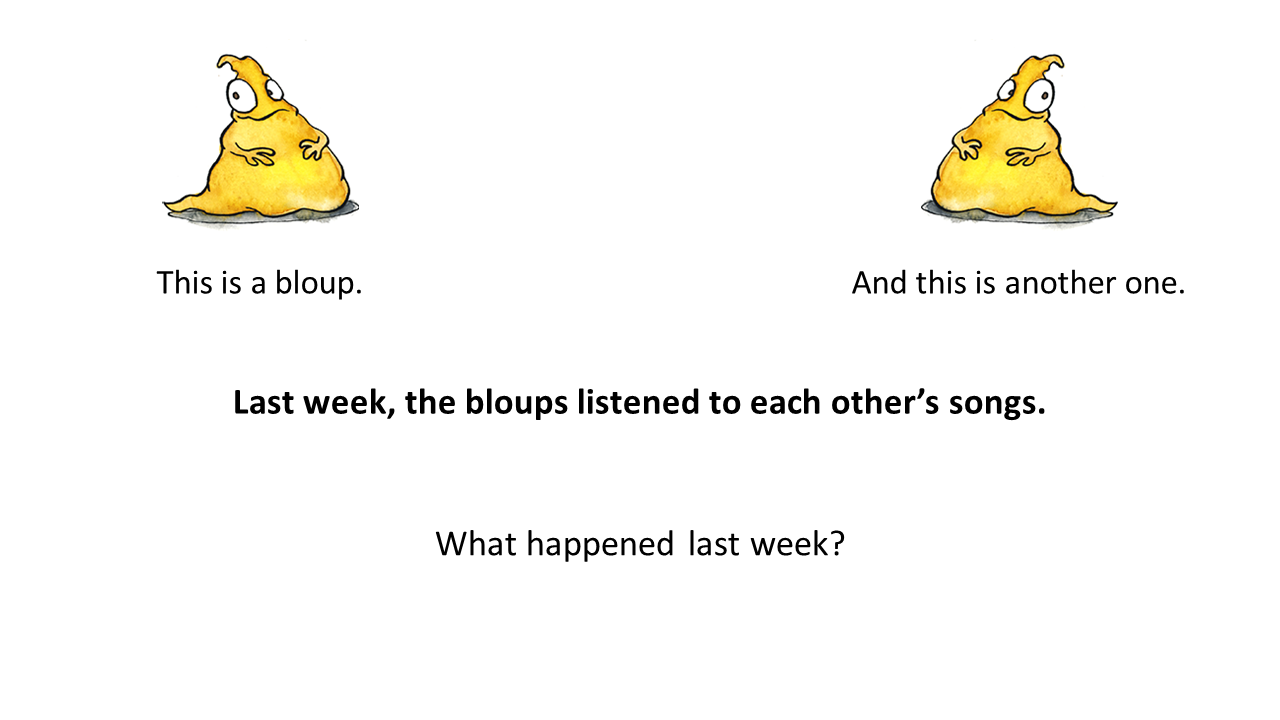 This is a bloup.
And this is another one.
Last week, the bloups listened to each other’s songs.
What happened last week?